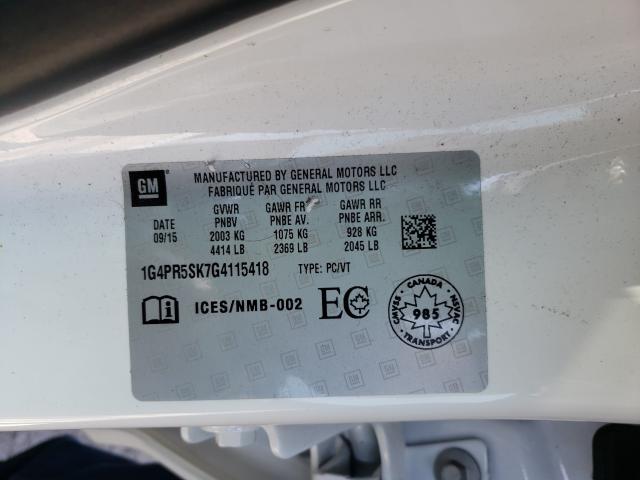 GM
MANUFACTURED BY GENERAL MOTORS LLC
FABRIQUÉ PAR GENERAL MOTORS LLC
DATE
09/15
GVWR
PNBV
2003 KG
4414 LB
GAWR FR
PNBE AV.
1075 KG
2369 LB
GAWR RR
PNBE ARR.
928 KG
2045 LB
1G4PR5SK7G4115418 TYPE: PC/VT
ICES/NMB-002 EC
CANADA
CMVSS 985 NSVAC
TRANSPORT